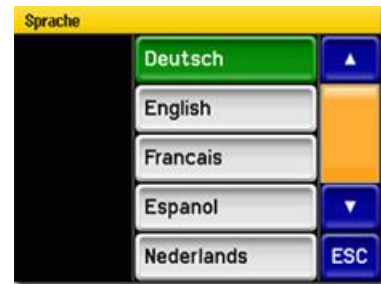 Sprache
Deutsch
▲
English
Francais
Espanol
▼
Nederlands
ESC